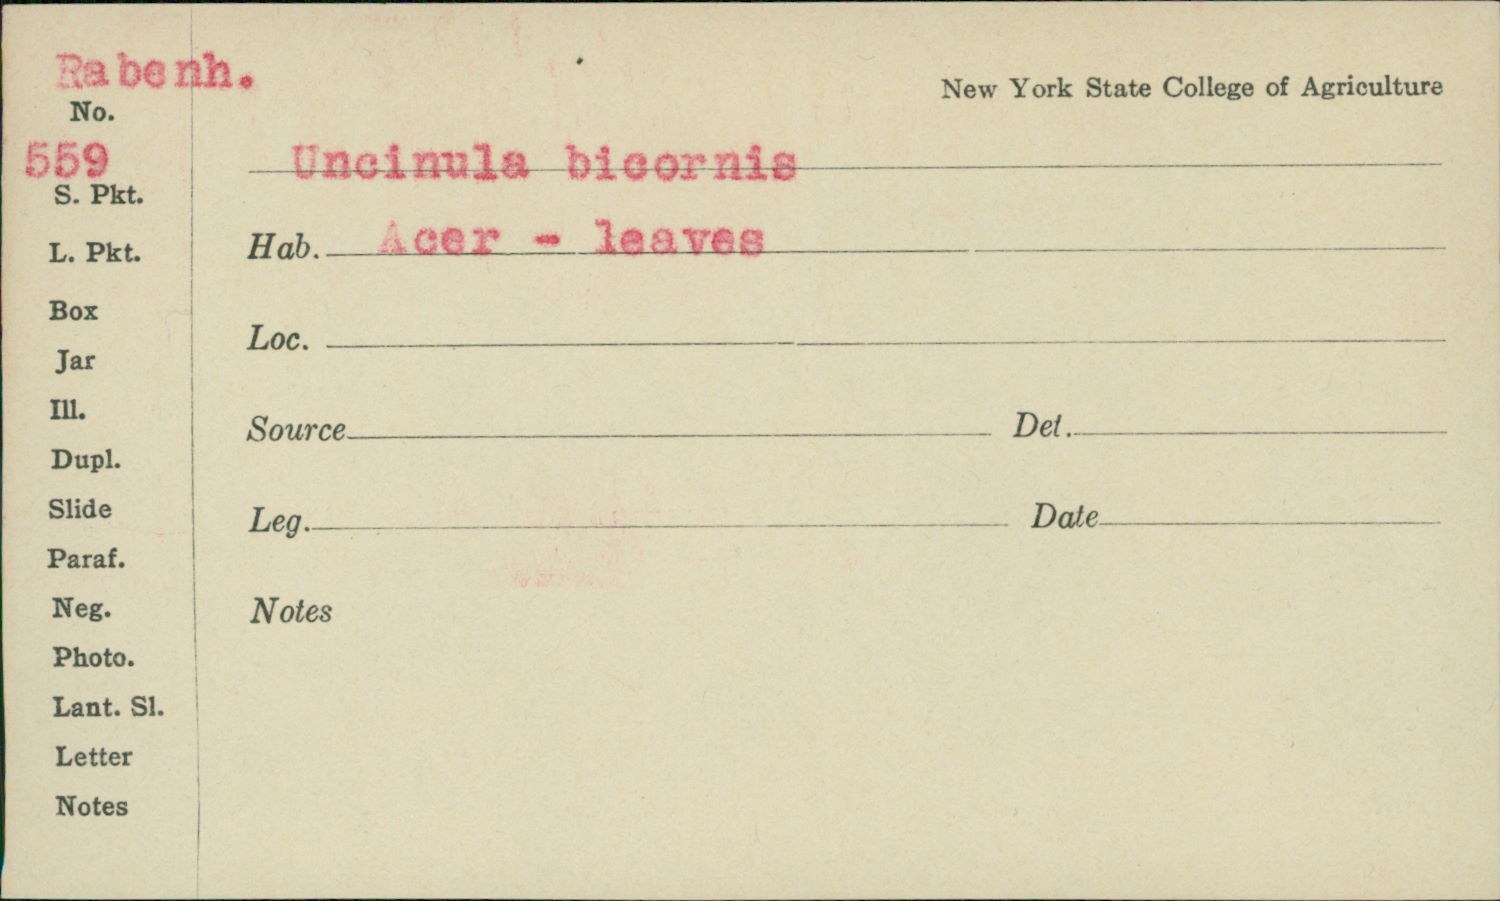 Rabenh.
New York State College of Agriculture
No.
559
Uncinula bicornis
S. Pkt.
Hab. Acer - leaves
L. Pkt.
Box
Loc.
Jar
Ill.
Source Det.
Dupl.
Slide
Leg. Date
Paraf.
Neg.
Notes
Photo.
Lant. Sl.
Letter
Notes